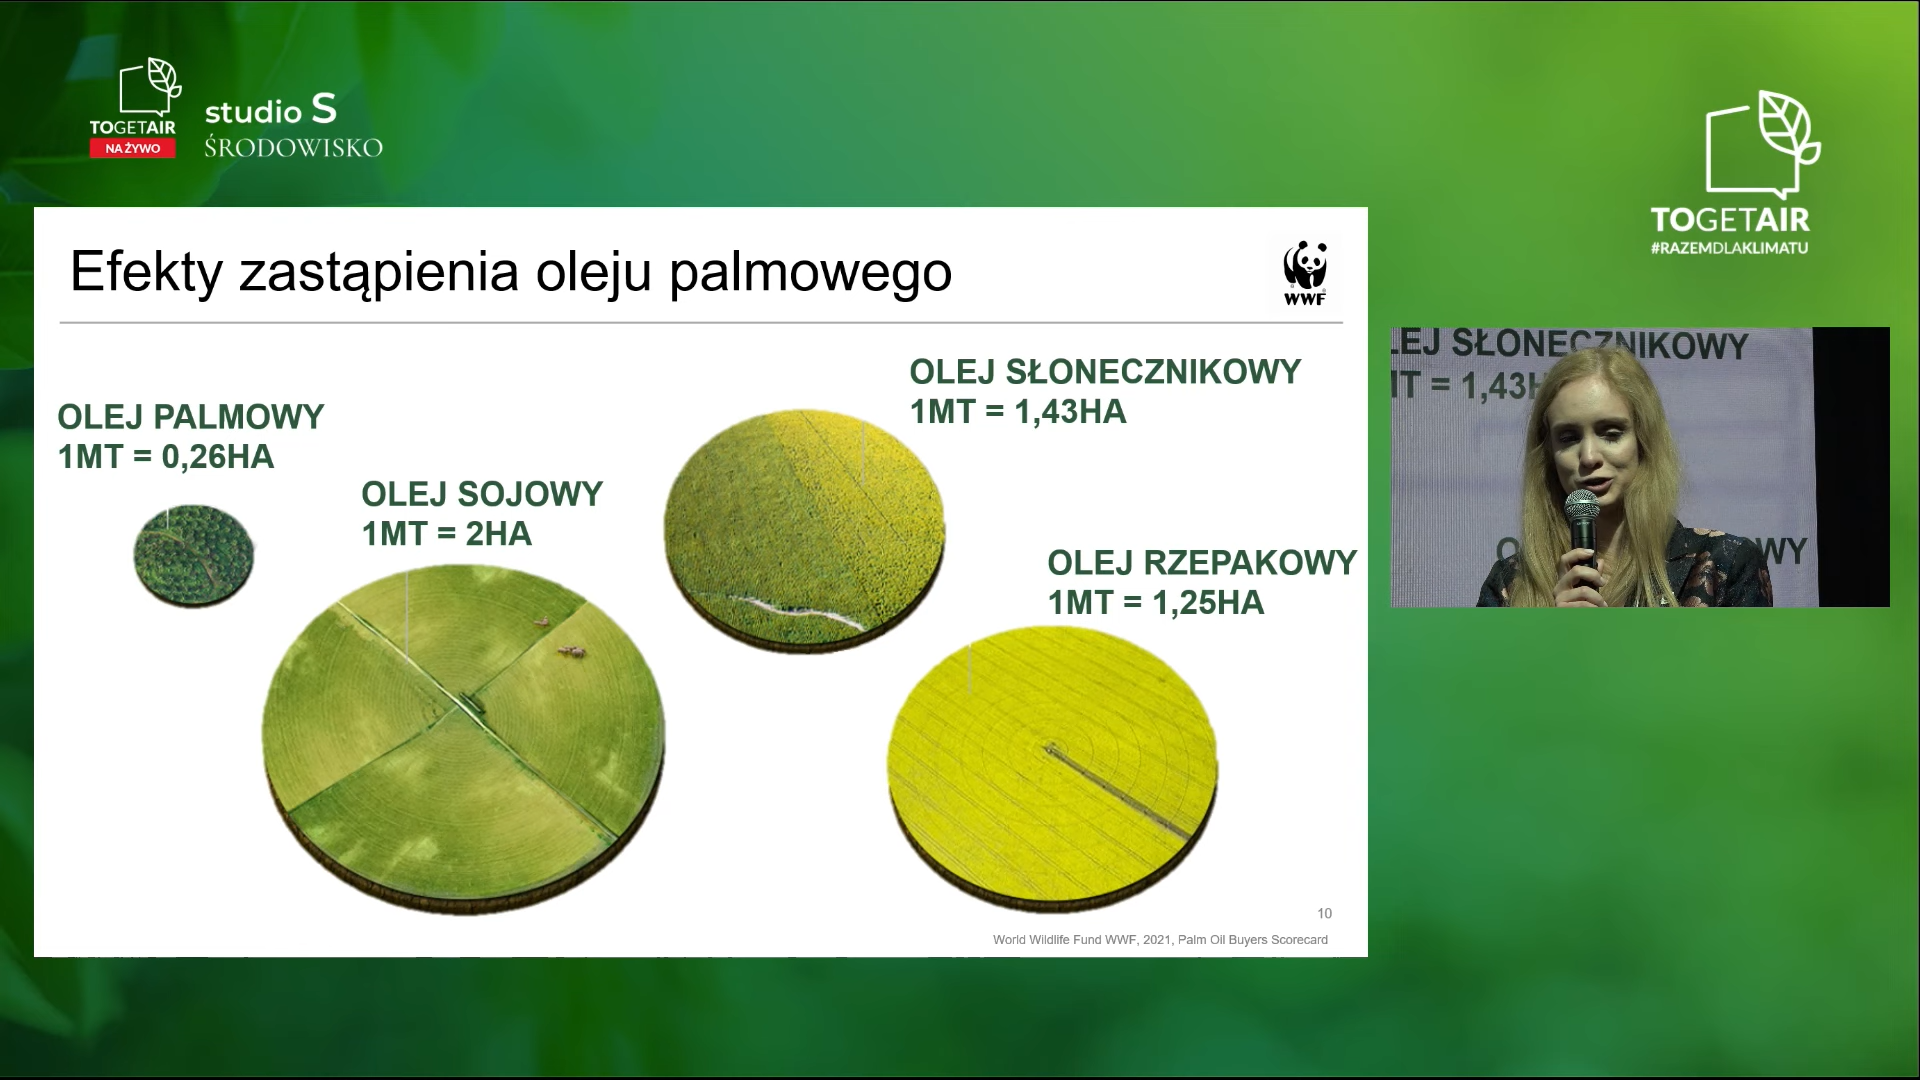 TOGETAIR
NA ŻYWO
studio S
ŚRODOWISKO
TOGETAIR
#RAZEMDLAKLIMATU
Efekty zastąpienia oleju palmowego
WWF
OLEJ PALMOWY
1MT = 0,26HA
OLEJ SOJOWY
1MT = 2HA
OLEJ SŁONECZNIKOWY
1MT = 1,43HA
OLEJ RZEPAKOWY
1MT = 1,25HA
10
World Wildlife Fund WWF, 2021, Palm Oil Buyers Scorecard
LEJ SŁONECZNIKOWY
1T = 1,43H
O WY